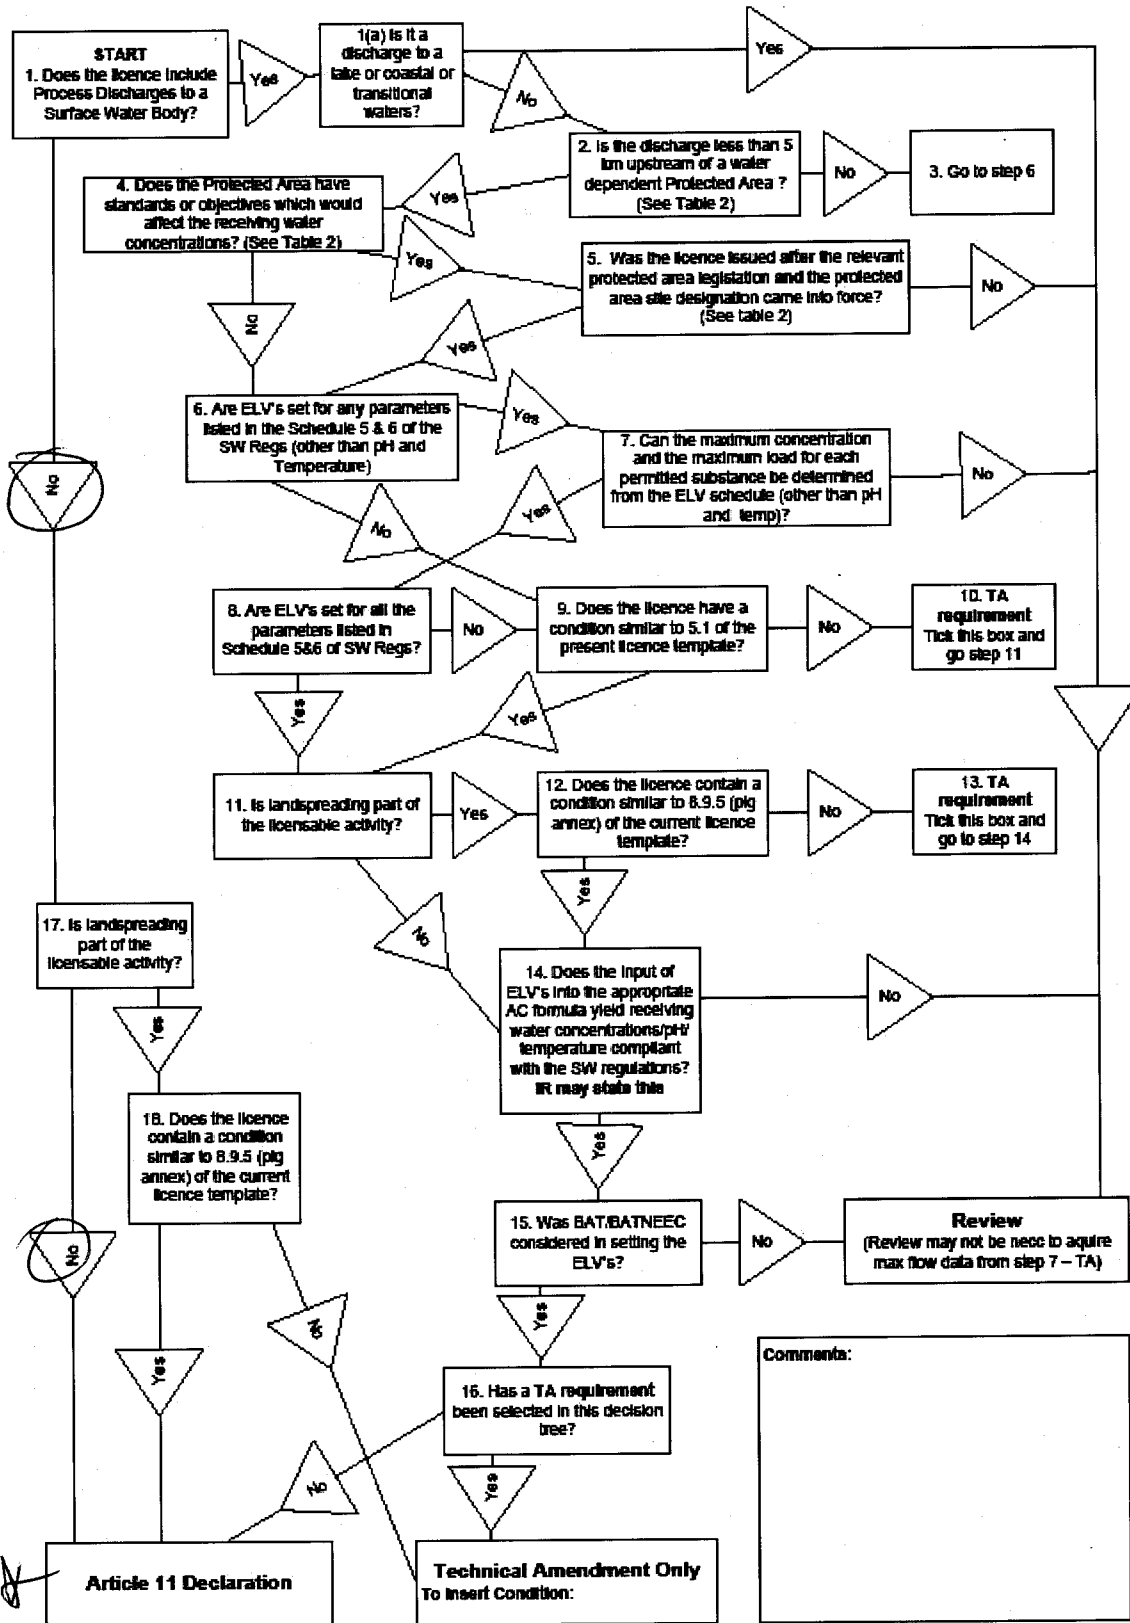 START
1. Does the licence include
Process Discharges to a
Surface Water Body?
Yes
1(a) Is it a
discharge to a
lake or coastal or
transitional
waters?
Yes
No
2. Is the discharge less than 5
km upstream of a water
dependent Protected Area ?
(See Table 2)
No
3. Go to step 6
Yes
4. Does the Protected Area have
standards or objectives which would
affect the receiving water
concentrations? (See Table 2)
Yes
No
5. Was the licence issued after the relevant
protected area legislation and the protected
area site designation came into force?
(See table 2)
No
Yes
6. Are ELV's set for any parameters
listed in the Schedule 5 & 6 of the
SW Regs (other than pH and
Temperature)
Yes
No
7. Can the maximum concentration
and the maximum load for each
permitted substance be determined
from the ELV schedule (other than pH
and temp)?
No
Yes
No
8. Are ELV's set for all the
parameters listed in
Schedule 5&6 of SW Regs?
No
Yes
9. Does the licence have a
condition similar to 5.1 of the
present licence template?
No
10. TA
requirement
Tick this box and
go step 11
Yes
11. Is landspreading part of
the licensable activity?
Yes
12. Does the licence contain a
condition similar to 8.9.5 (pig
annex) of the current licence
template?
No
13. TA
requirement
Tick this box and
go to step 14
Yes
No
17. Is landspreading
part of the
licensable activity?
Yes
14. Does the input of
ELV's into the appropriate
AC formula yield receiving
water concentrations/pH/
temperature compliant
with the SW regulations?
IR may state this
No
Yes
18. Does the licence
contain a condition
similar to 8.9.5 (pig
annex) of the current
licence template?
No
15. Was BAT/BATNEEC
considered in setting the
ELV's?
No
Review
(Review may not be necc to aquire
max flow data from step 7 – TA)
Yes
No
Yes
16. Has a TA requirement
been selected in this decision
tree?
No
Yes
Comments:
Article 11 Declaration
Technical Amendment Only
To Insert Condition: